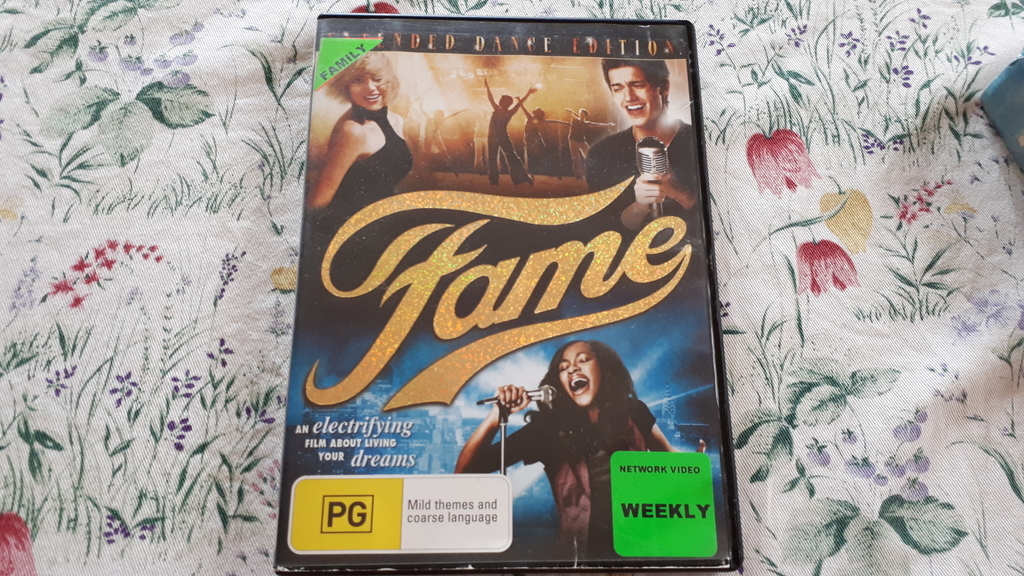 DANCE EDITION
FAMILY
Fame
AN electrifying
FILM ABOUT LIVING
YOUR dreams
PG
Mild themes and
coarse language
NETWORK VIDEO
WEEKLY